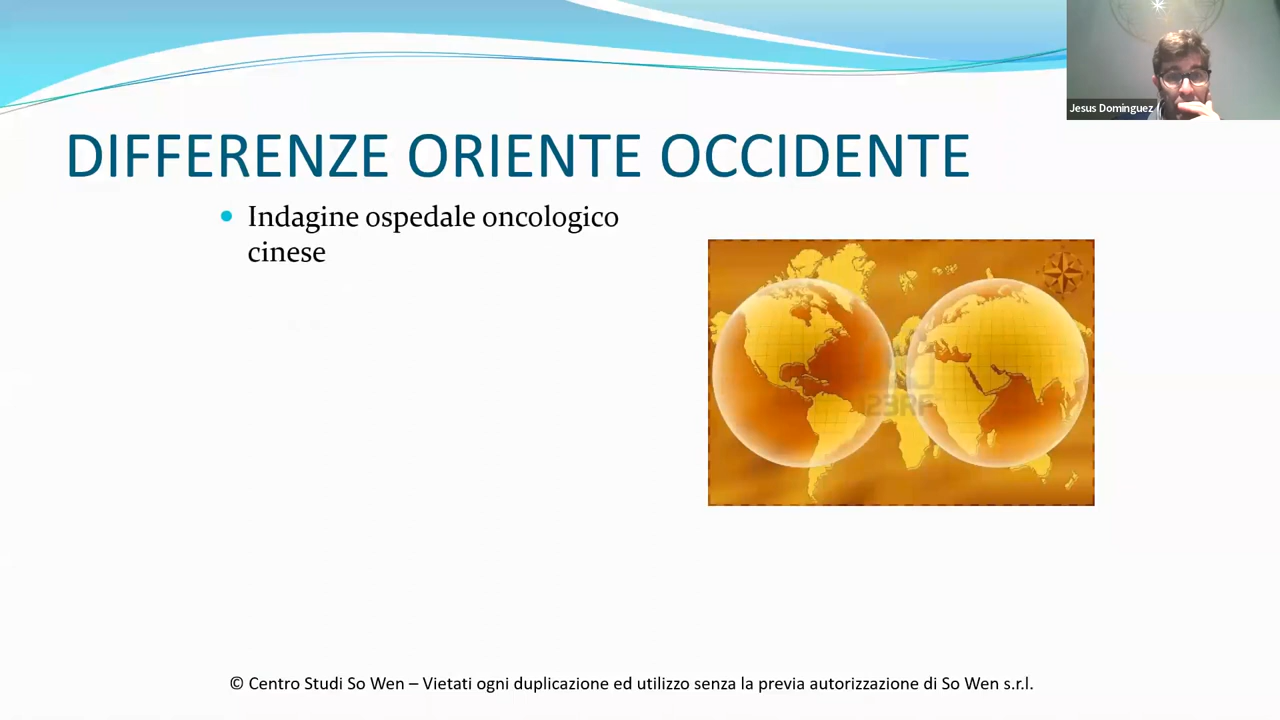 Jesus Dominguez
DIFFERENZE ORIENTE OCCIDENTE
Indagine ospedale oncologico
cinese
123RF
© Centro Studi So Wen – Vietati ogni duplicazione ed utilizzo senza la previa autorizzazione di So Wen s.r.l.